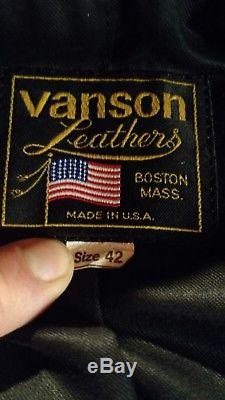 Vanson
Leathers
BOSTON
MASS.
MADE IN U.S.A.
Size 42